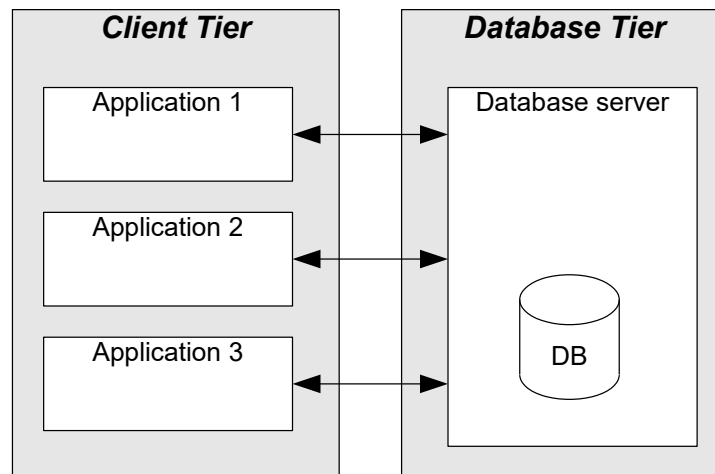 Client Tier
Database Tier
Application 1
Database server
Application 2
Application 3
DB